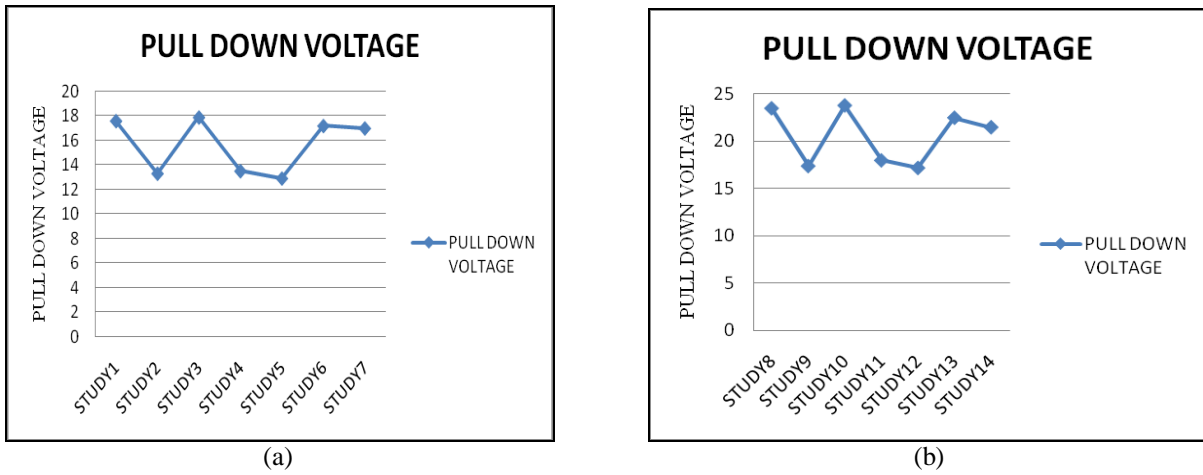 PULL DOWN VOLTAGE
PULL DOWN VOLTAGE
20
18
16
14
12
10
8
6
4
2
0
STUDY1
STUDY2
STUDY3
STUDY4
STUDY5
STUDY6
STUDY7
PULL DOWN
VOLTAGE
(a)
PULL DOWN VOLTAGE
PULL DOWN VOLTAGE
25
20
15
10
5
0
STUDY8
STUDY9
STUDY10
STUDY11
STUDY12
STUDY13
STUDY14
PULL DOWN
VOLTAGE
(b)